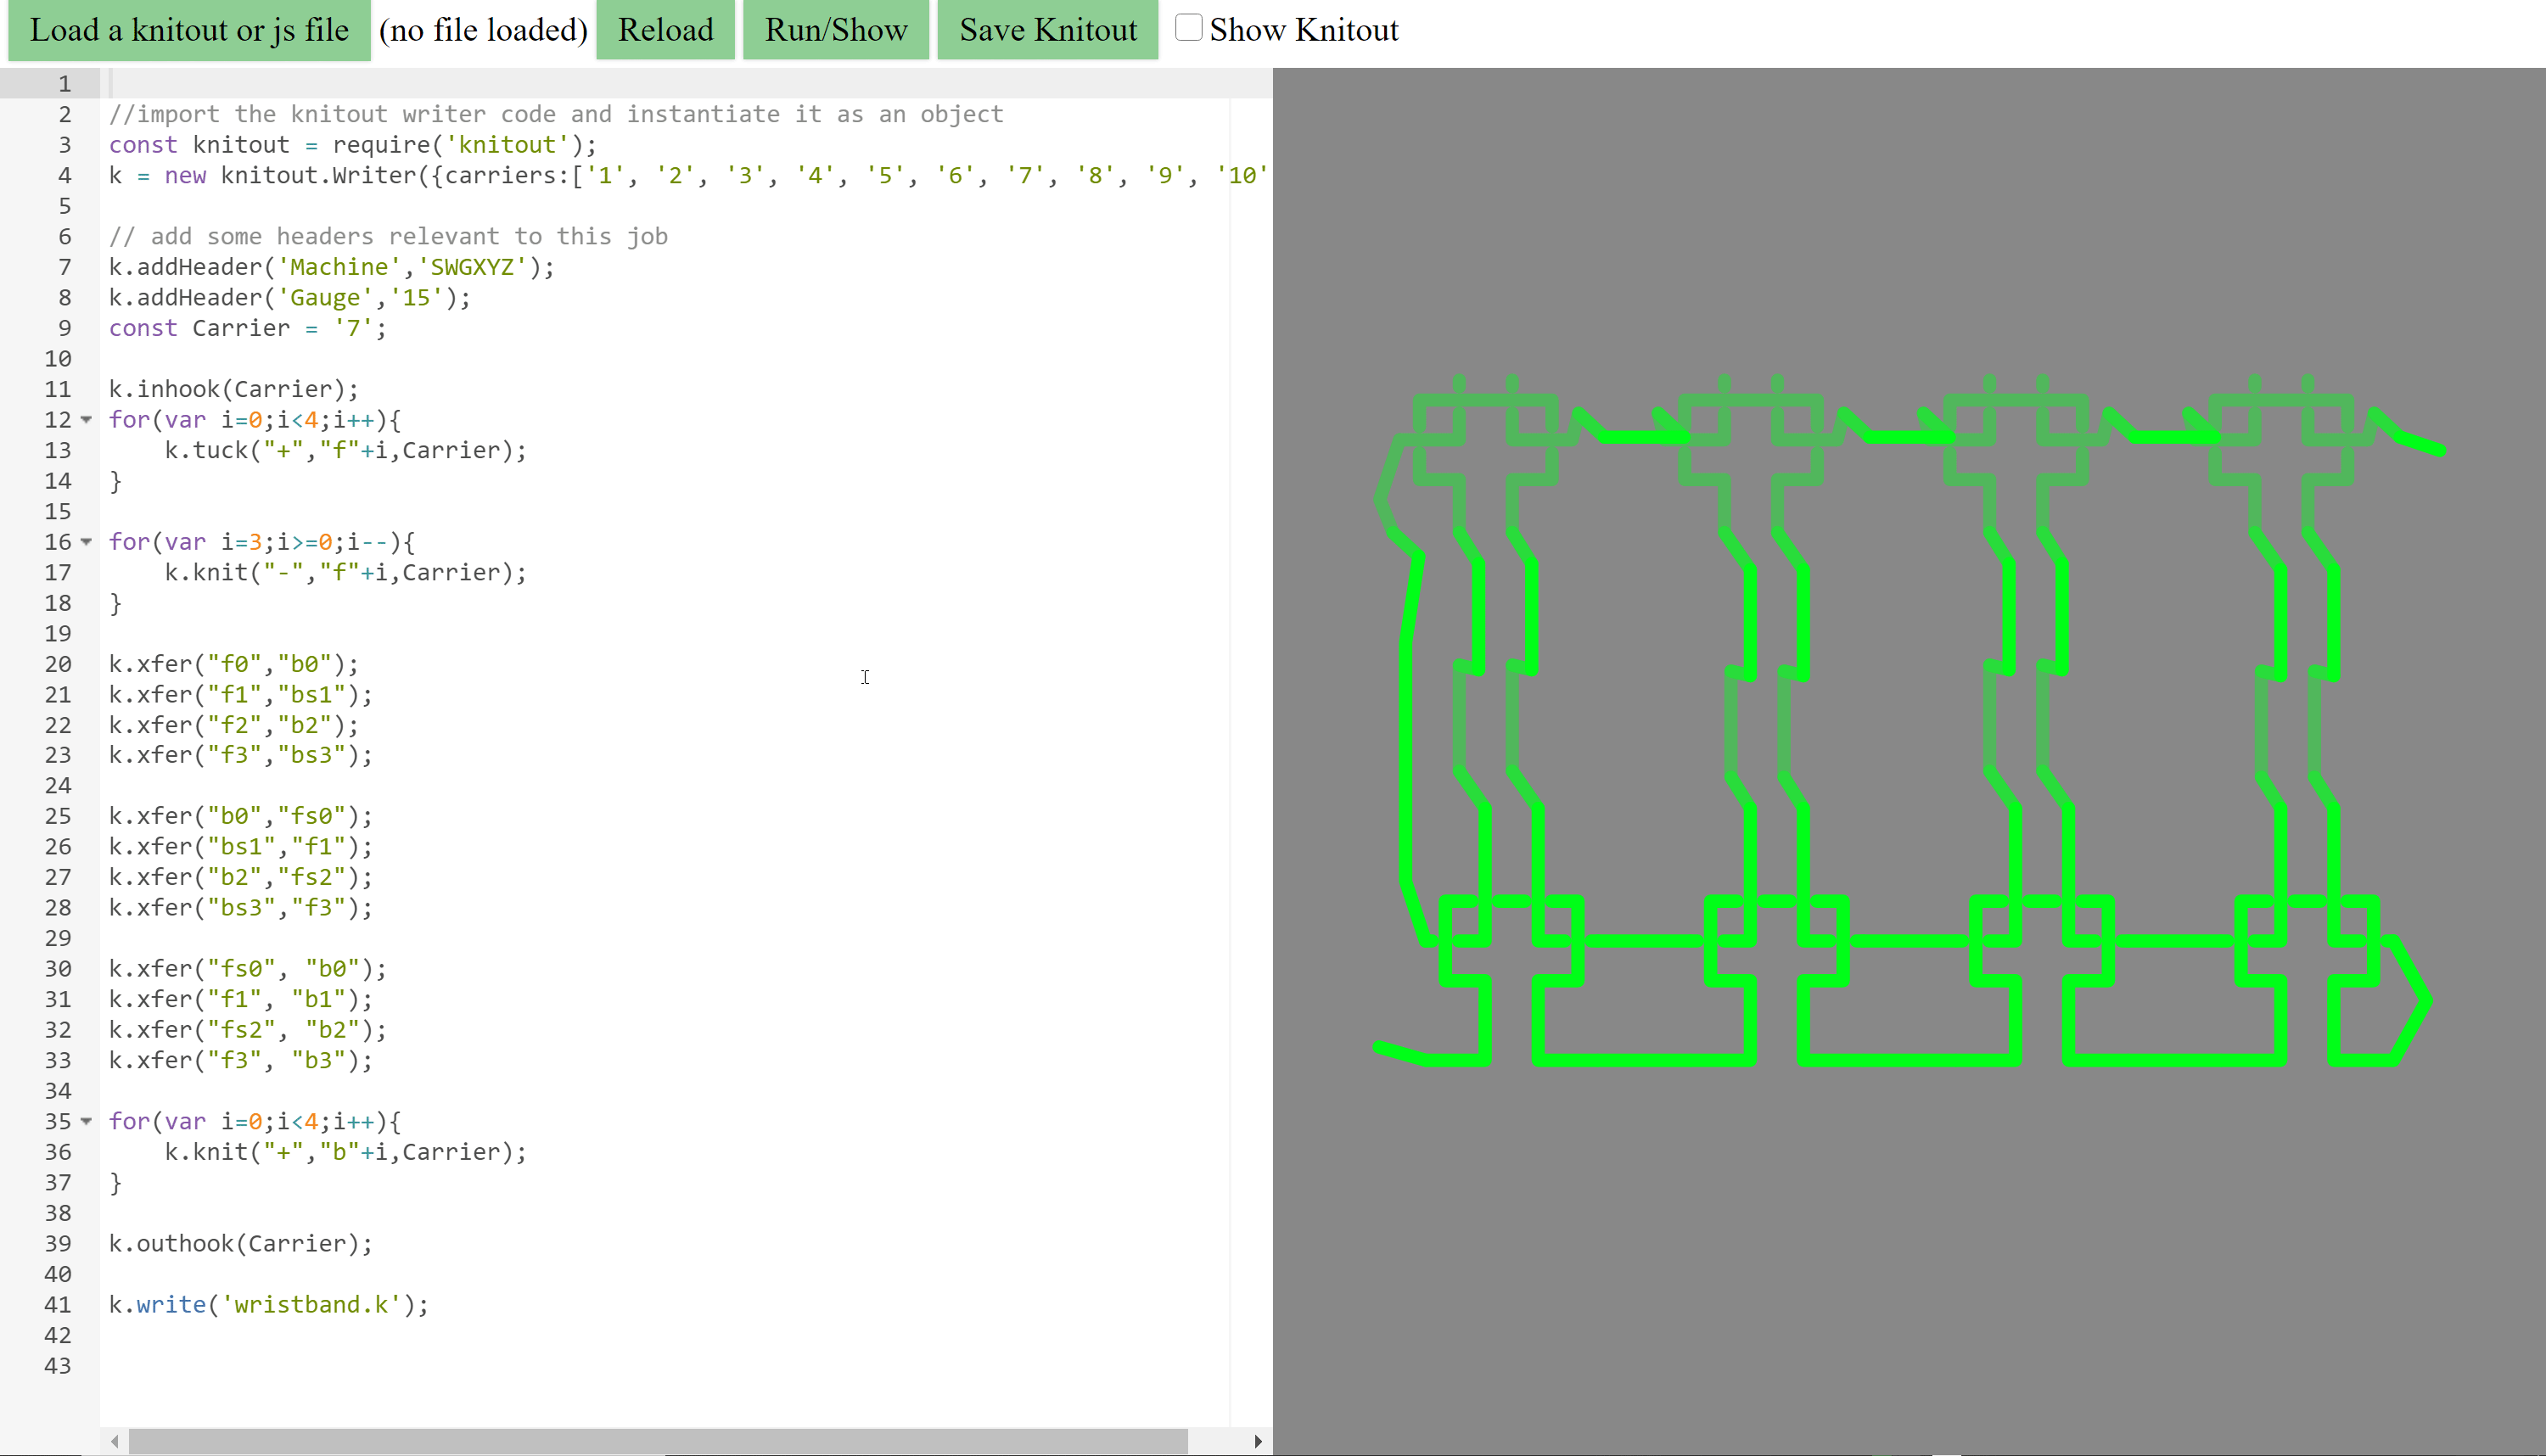 Load a knitout or js file (no file loaded) Reload Run/Show Save Knitout Show Knitout
1
2 //import the knitout writer code and instantiate it as an object
3 const knitout = require('knitout');
4 k = new knitout.Writer({carriers:['1', '2', '3', '4', '5', '6', '7', '8', '9', '10'
5
6 // add some headers relevant to this job
7 k.addHeader('Machine','SWGXYZ');
8 k.addHeader('Gauge','15');
9 const Carrier = '7';
10
11 k.inhook(Carrier);
12 for(var i=0;i<4;i++){
13 k.tuck("+","f"+i,Carrier);
14 }
15
16 for(var i=3;i>=0;i--){
17 k.knit("-","f"+i,Carrier);
18 }
19
20 k.xfer("f0","b0");
21 k.xfer("f1","bs1");
22 k.xfer("f2","b2");
23 k.xfer("f3","bs3");
24
25 k.xfer("b0","fs0");
26 k.xfer("bs1","f1");
27 k.xfer("b2","fs2");
28 k.xfer("bs3","f3");
29
30 k.xfer("fs0", "b0");
31 k.xfer("f1", "b1");
32 k.xfer("fs2", "b2");
33 k.xfer("f3", "b3");
34
35 for(var i=0;i<4;i++){
36 k.knit("+","b"+i,Carrier);
37 }
38
39 k.outhook(Carrier);
40
41 k.write('wristband.k');
42
43